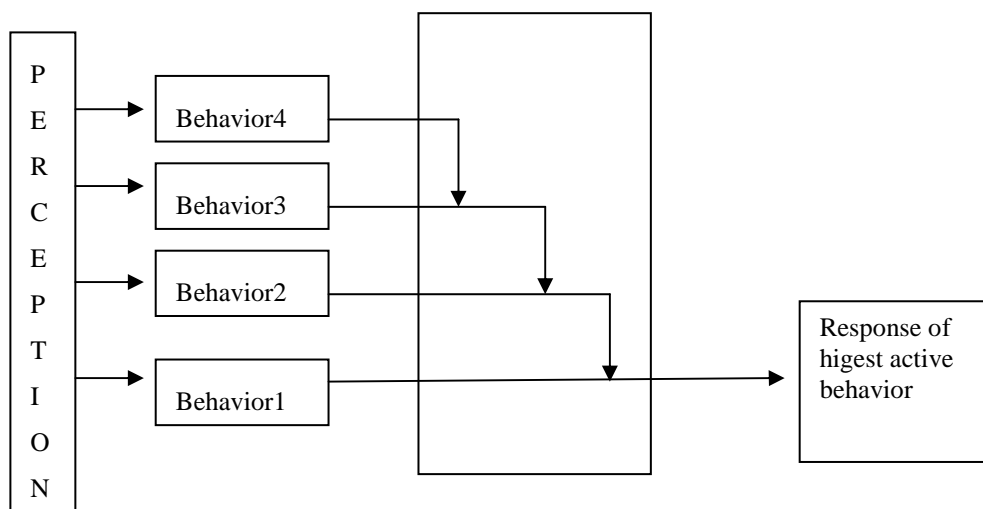 P
E
R
C
E
P
T
I
O
N
Behavior4
Behavior3
Behavior2
Behavior1
Response of
higest active
behavior